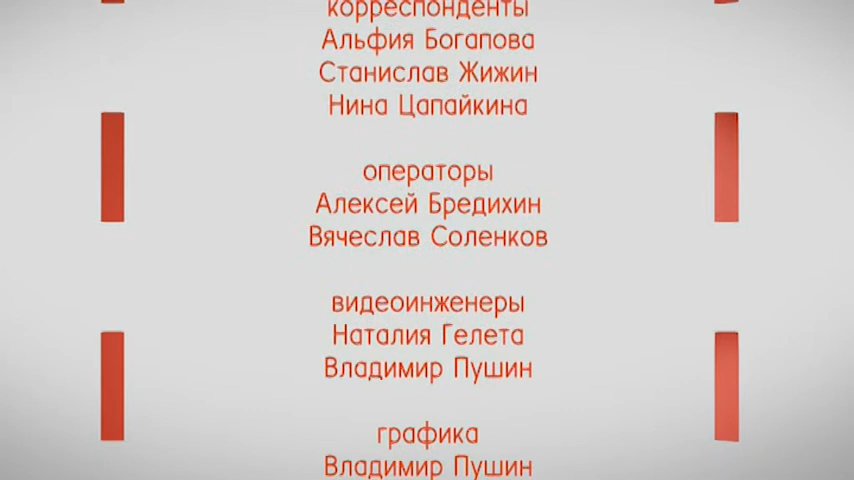 корреспонденты
Альфия Богапова
Станислав Жижин
Нина Цапайкина
операторы
Алексей Бредихин
Вячеслав Соленков
видеоинженеры
Наталия Гелета
Владимир Пушин
графика
Владимир Пушин